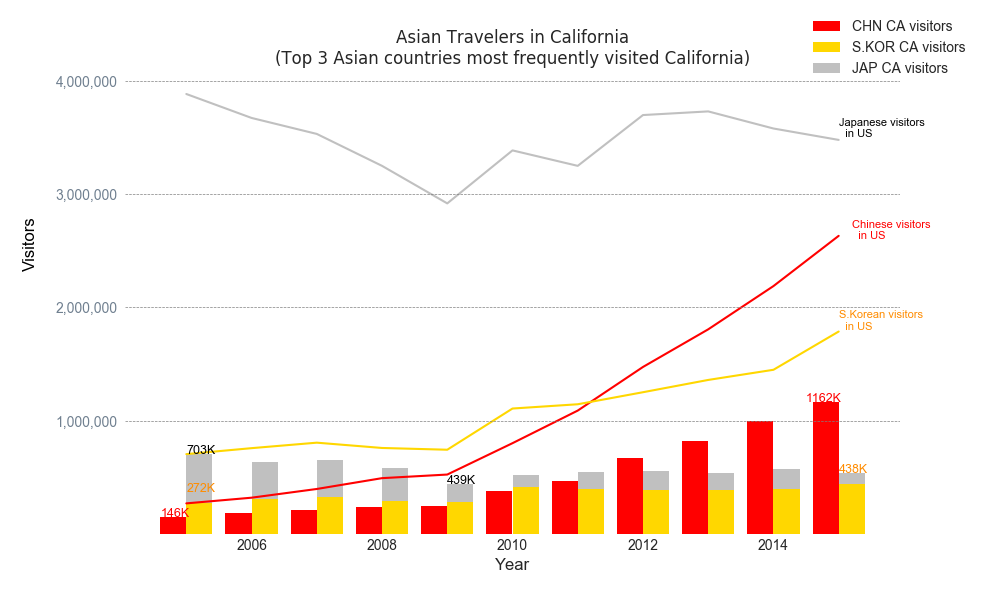 Asian Travelers in California
(Top 3 Asian countries most frequently visited California)
CHN CA visitors
S.KOR CA visitors
JAP CA visitors
Visitors
4,000,000
3,000,000
2,000,000
1,000,000
Japanese visitors
in US
Chinese visitors
in US
S.Korean visitors
in US
1162K
703K
272K
146K
439K
438K
2006
2008
2010
2012
2014
Year